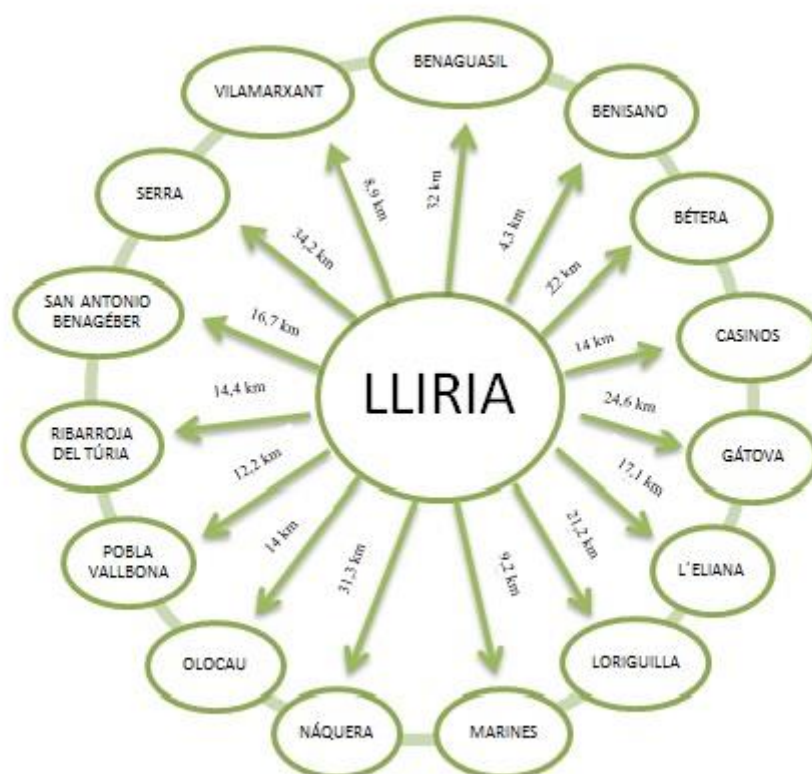 BENAGUASIL
VILAMARXANT
BENISANO
SERRA
BÉTERA
8,9 km
32 km
4,3 km
34,2 km
22 km
SAN ANTONIO
BENAGÉBER
16,7 km
14 km
CASINOS
LLIRIA
14,4 km
24,6 km
RIBARROJA
DEL TÚRIA
GÁTOVA
12,2 km
17,1 km
POBLA
VALLBONA
14 km
31,3 km
9,2 km
21,2 km
L´ELIANA
OLOCAU
LORIGUILLA
NÁQUERA
MARINES